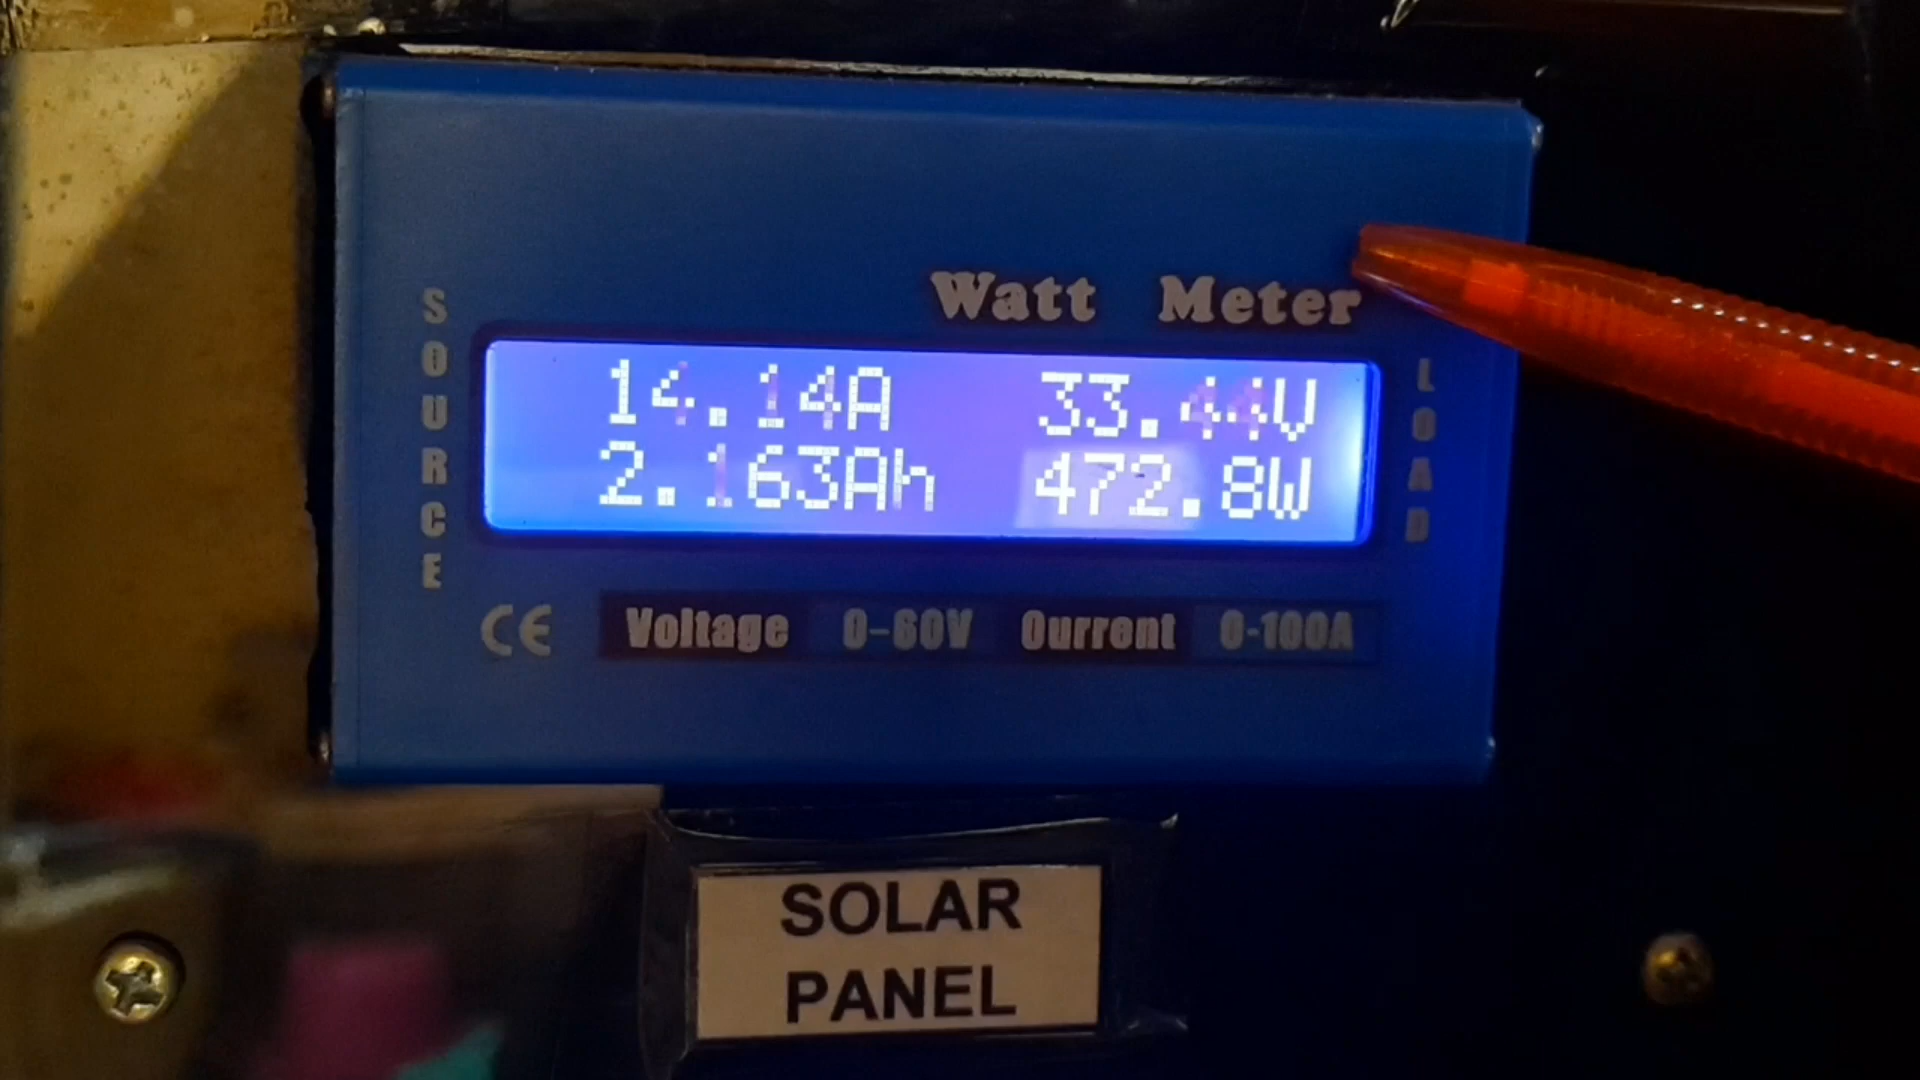 Watt Meter
SOURCE
14.14A 33.44V
2.163Ah 472.8W
LOAD
CE Voltage 0-60V Current 0-100A
SOLAR
PANEL